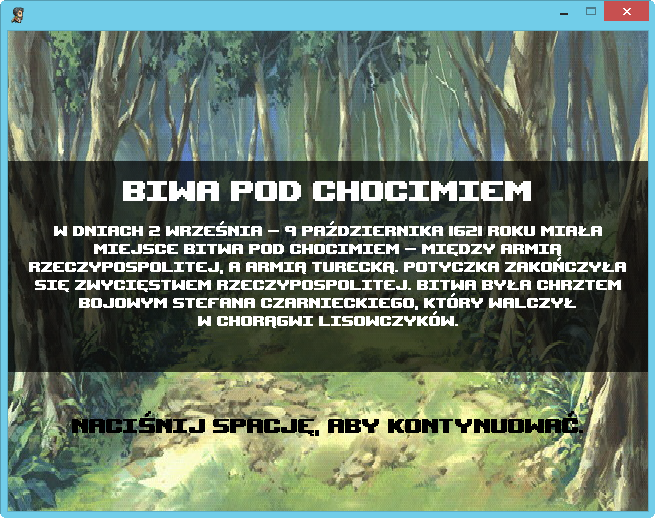 BIWA POD CHOCIMIEM
W DNIACH 2 WRZEŚNIA – 9 PAŹDZIERNIKA 1621 ROKU MIAŁA
MIEJSCE BITWA POD CHOCIMIEM – MIĘDZY ARMIĄ
RZECZYPOSPOLITEJ, A ARMIĄ TURECKĄ. POTYCZKA ZAKOŃCZYŁA
SIĘ ZWYCIĘSTWEM RZECZYPOSPOLITEJ. BITWA BYŁA CHRZTEM
BOJOWYM STEFANA CZARNIECKIEGO, KTÓRY WALCZYŁ
W CHORĄGWI LISOWCZYKÓW.
NACIŚNIJ SPACJĘ, ABY KONTYNUOWAĆ.